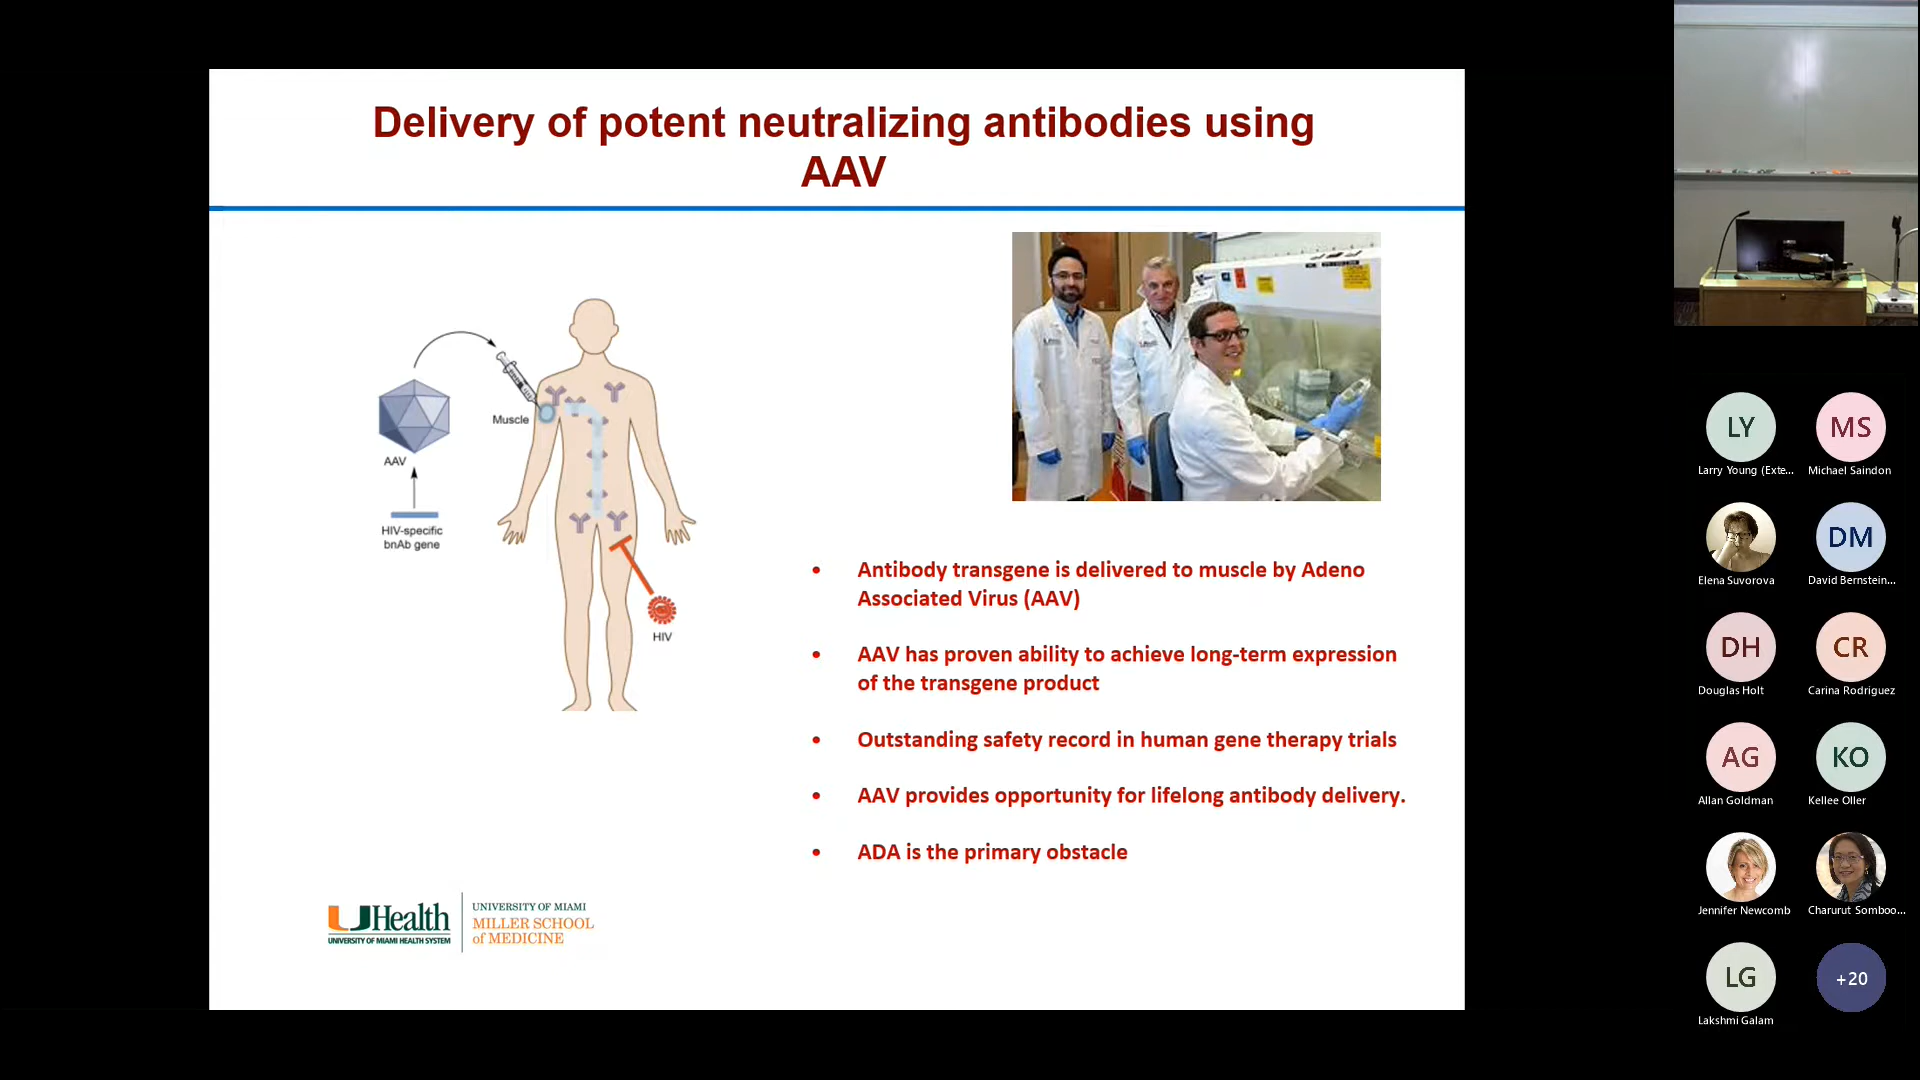 Delivery of potent neutralizing antibodies using
AAV
Muscle
AAV
HIV-specific
bnAb gene
HIV
• Antibody transgene is delivered to muscle by Adeno
Associated Virus (AAV)
• AAV has proven ability to achieve long-term expression
of the transgene product
• Outstanding safety record in human gene therapy trials
• AAV provides opportunity for lifelong antibody delivery.
• ADA is the primary obstacle
UHealth
UNIVERSITY OF MIAMI HEALTH SYSTEM
UNIVERSITY OF MIAMI
MILLER SCHOOL
of MEDICINE
LY
Larry Young (Exte...
MS
Michael Saindon
Elena Suvorova
DM
David Bernstein...
DH
Douglas Holt
CR
Carina Rodriguez
AG
Allan Goldman
KO
Kellee Oller
Jennifer Newcomb
Charurut Somboo...
LG
Lakshmi Galam
+20